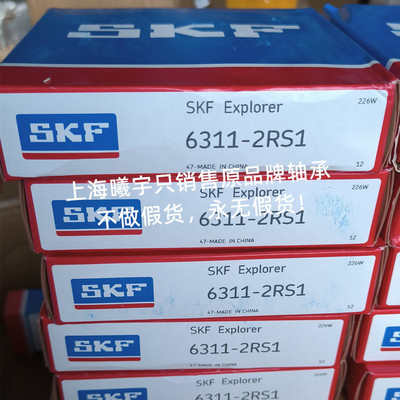 226W
SKF Explorer
SKF
6311-2RS1
47-MADE IN CHINA
12
上海曦宇只销售原品牌轴承
不做假货，永无假货！
SKF Explorer
SKF
6311-2RS1
47-MADE IN CHINA
12
226W
SKF Explorer
SKF
6311-2RS1
47-MADE IN CHINA
12
226W
SKF Explorer
SKF
6311-2RS1
47-MADE IN CHINA
12
226W
SKF Explorer
SKF